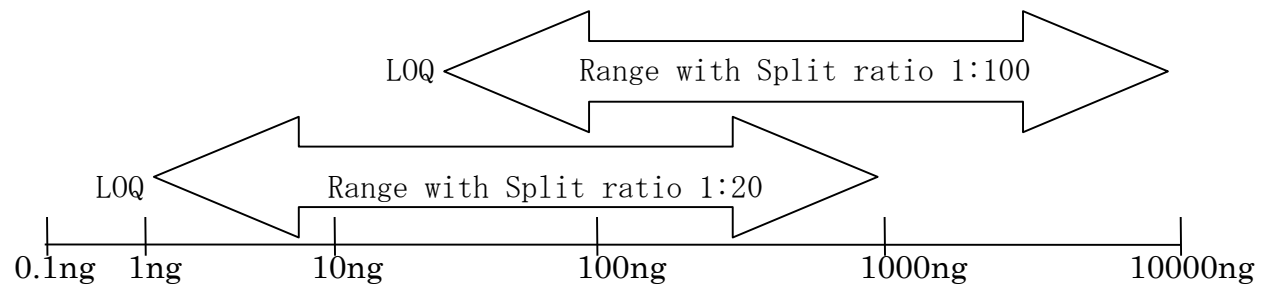 LOQ Range with Split ratio 1:100
LOQ Range with Split ratio 1:20
0.1ng 1ng 10ng 100ng 1000ng 10000ng